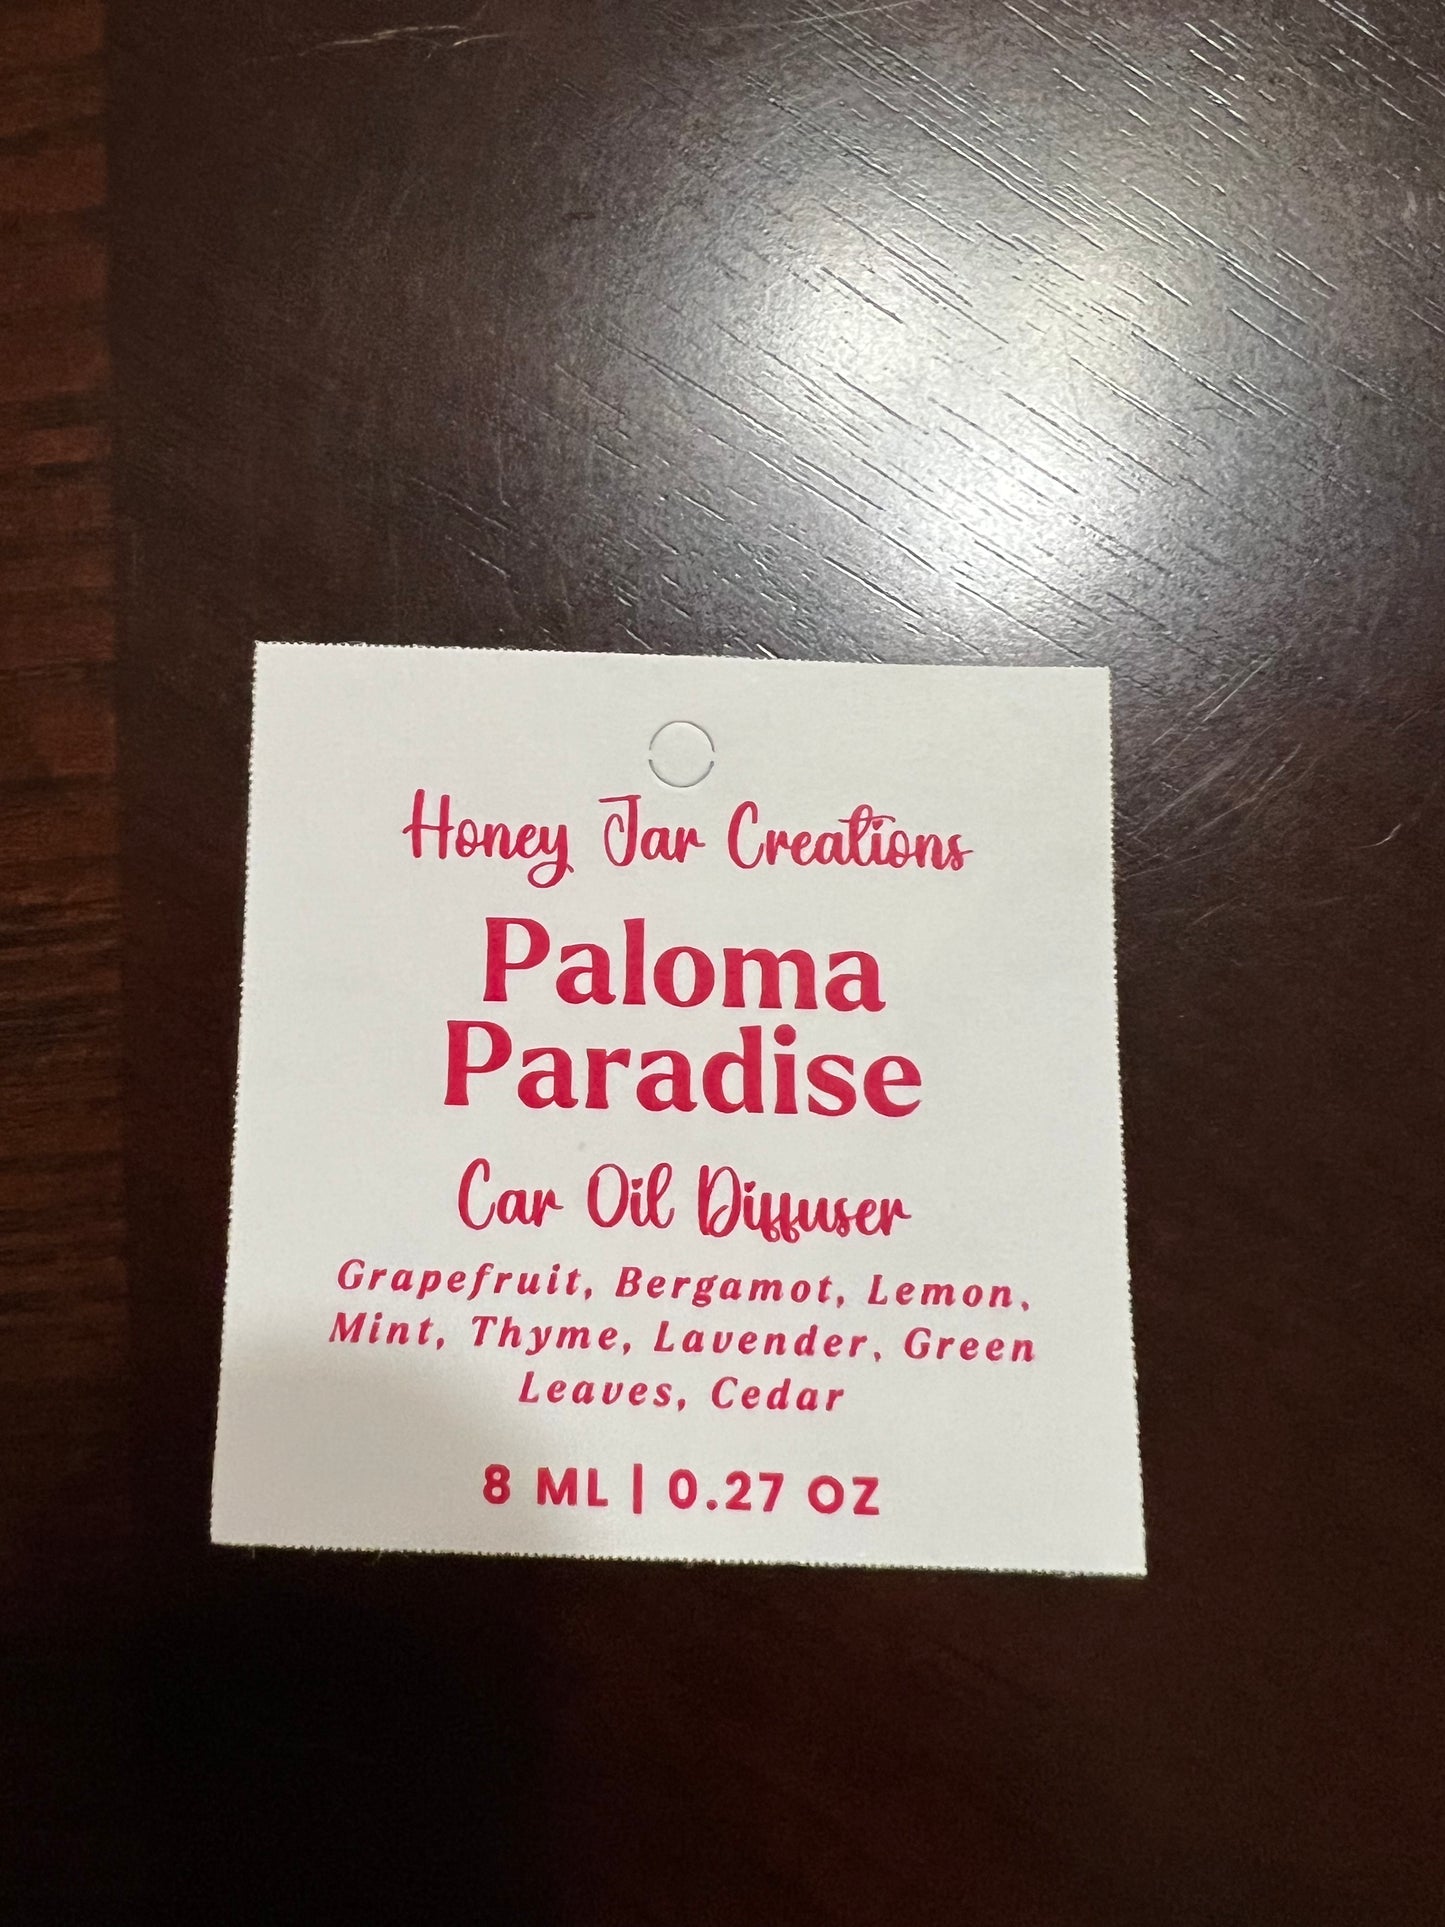 Honey Jar Creations
Paloma
Paradise
Car Oil Diffuser
Grapefruit, Bergamot, Lemon,
Mint, Thyme, Lavender, Green
Leaves, Cedar
8 ML | 0.27 OZ